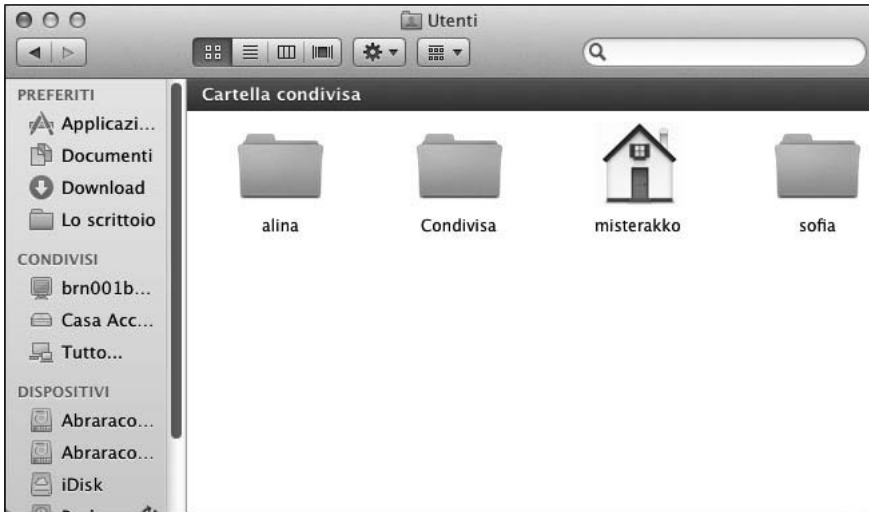 Utenti
PREFERITI
Applicazi...
Documenti
Download
Lo scrittoio
CONDIVISI
brn001b...
Casa Acc...
Tutto...
DISPOSITIVI
Abraraco...
Abraraco...
iDisk
Cartella condivisa
alina
Condivisa
misterakko
sofia